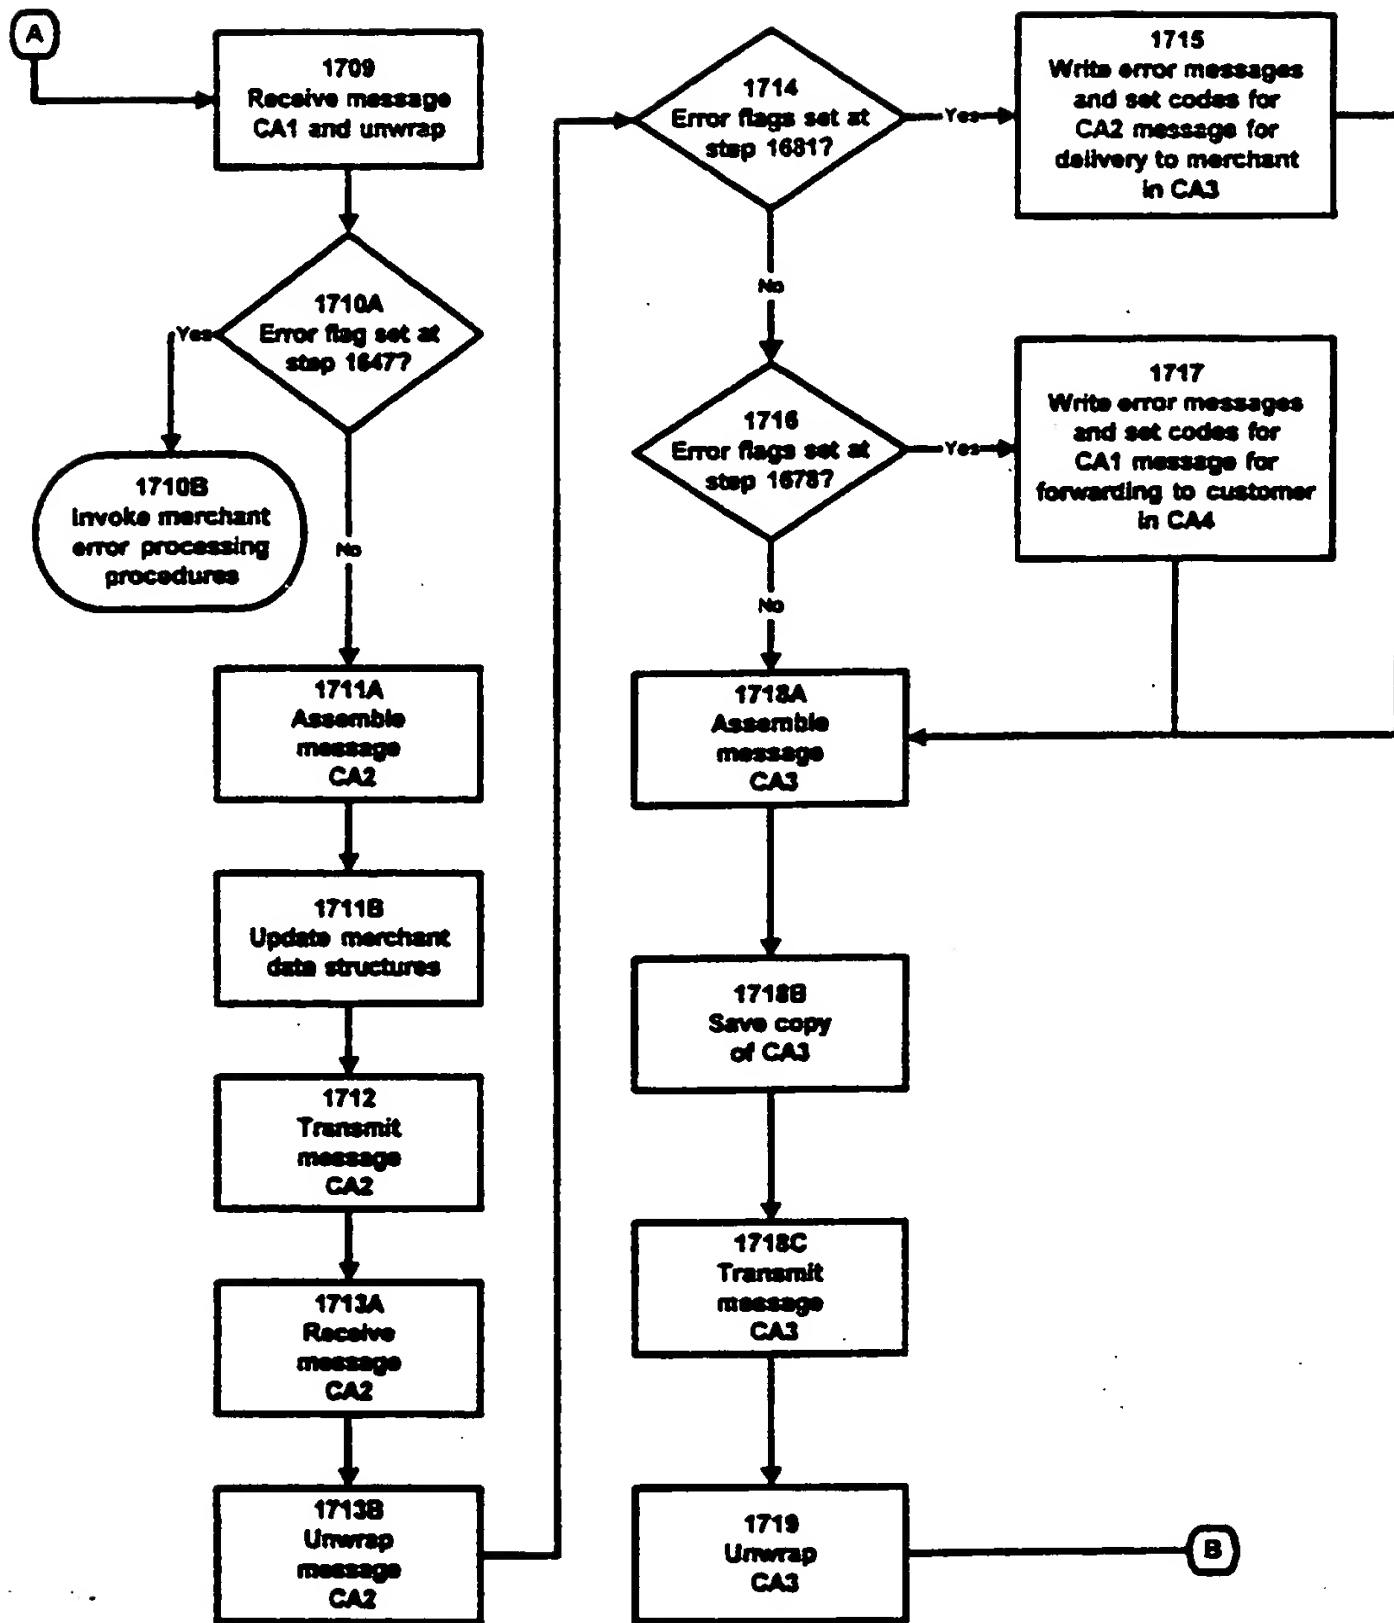 A
1709
Receive message
CA1 and unwrap
1710A
Error flag set at
step 1647?
Yes
1710B
Invoke merchant
error processing
procedures
No
1711A
Assemble
message
CA2
1711B
Update merchant
data structures
1712
Transmit
message
CA2
1713A
Receive
message
CA2
1713B
Unwrap
message
CA2
1714
Error flags set at
step 1681?
Yes
1715
Write error messages
and set codes for
CA2 message for
delivery to merchant
in CA3
No
1716
Error flags set at
step 1678?
Yes
1717
Write error messages
and set codes for
CA1 message for
forwarding to customer
in CA4
No
1718A
Assemble
message
CA3
1718B
Save copy
of CA3
1718C
Transmit
message
CA3
1719
Unwrap
CA3
B